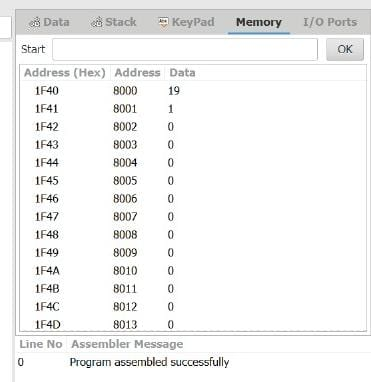 Data Stack KeyPad Memory I/O Ports
Start OK
Address (Hex) Address Data
1F40 8000 19
1F41 8001 1
1F42 8002 0
1F43 8003 0
1F44 8004 0
1F45 8005 0
1F46 8006 0
1F47 8007 0
1F48 8008 0
1F49 8009 0
1F4A 8010 0
1F4B 8011 0
1F4C 8012 0
1F4D 8013 0
Line No Assembler Message
0 Program assembled successfully